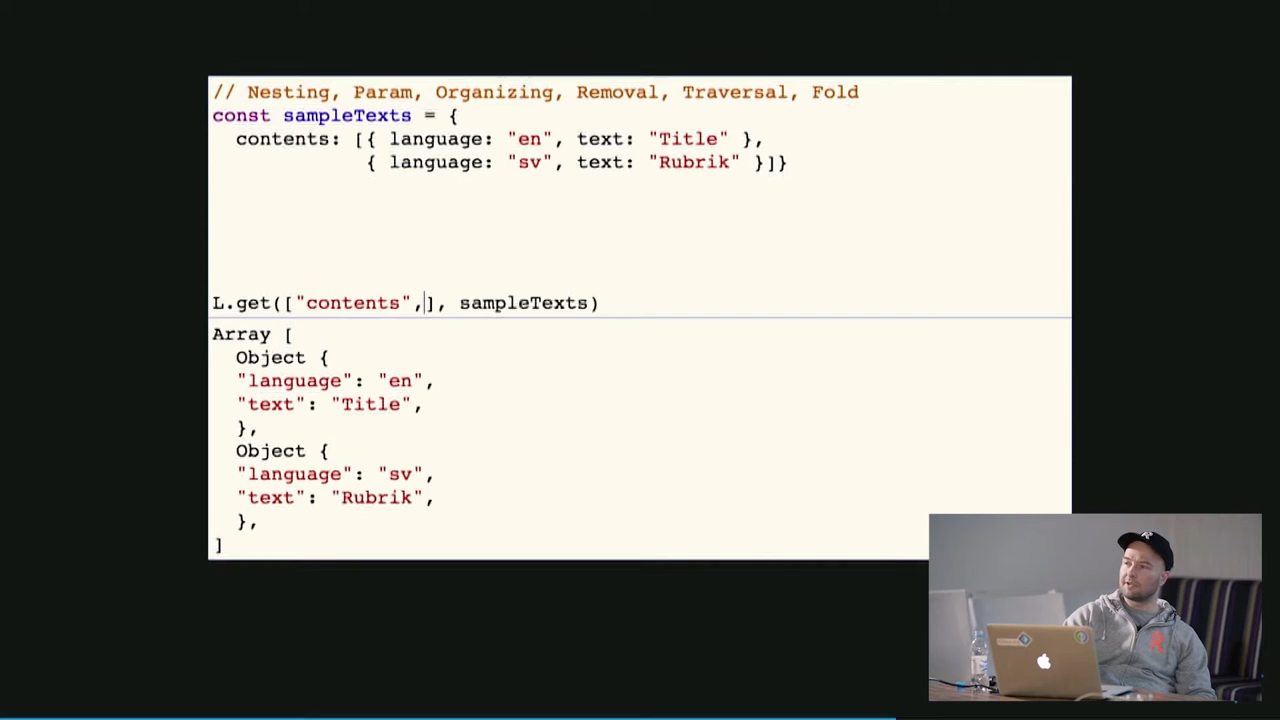 // Nesting, Param, Organizing, Removal, Traversal, Fold
const sampleTexts = {
  contents: [{ language: "en", text: "Title" },
             { language: "sv", text: "Rubrik" }]}
L.get(["contents",], sampleTexts)
Array [
  Object {
  "language": "en",
  "text": "Title",
  },
  Object {
  "language": "sv",
  "text": "Rubrik",
  },
]
R
R